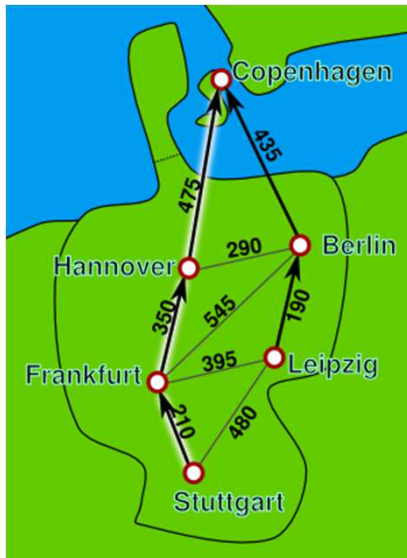 Copenhagen
435
475
290
Berlin
Hannover
350
545
190
395
Leipzig
Frankfurt
210
480
Stuttgart